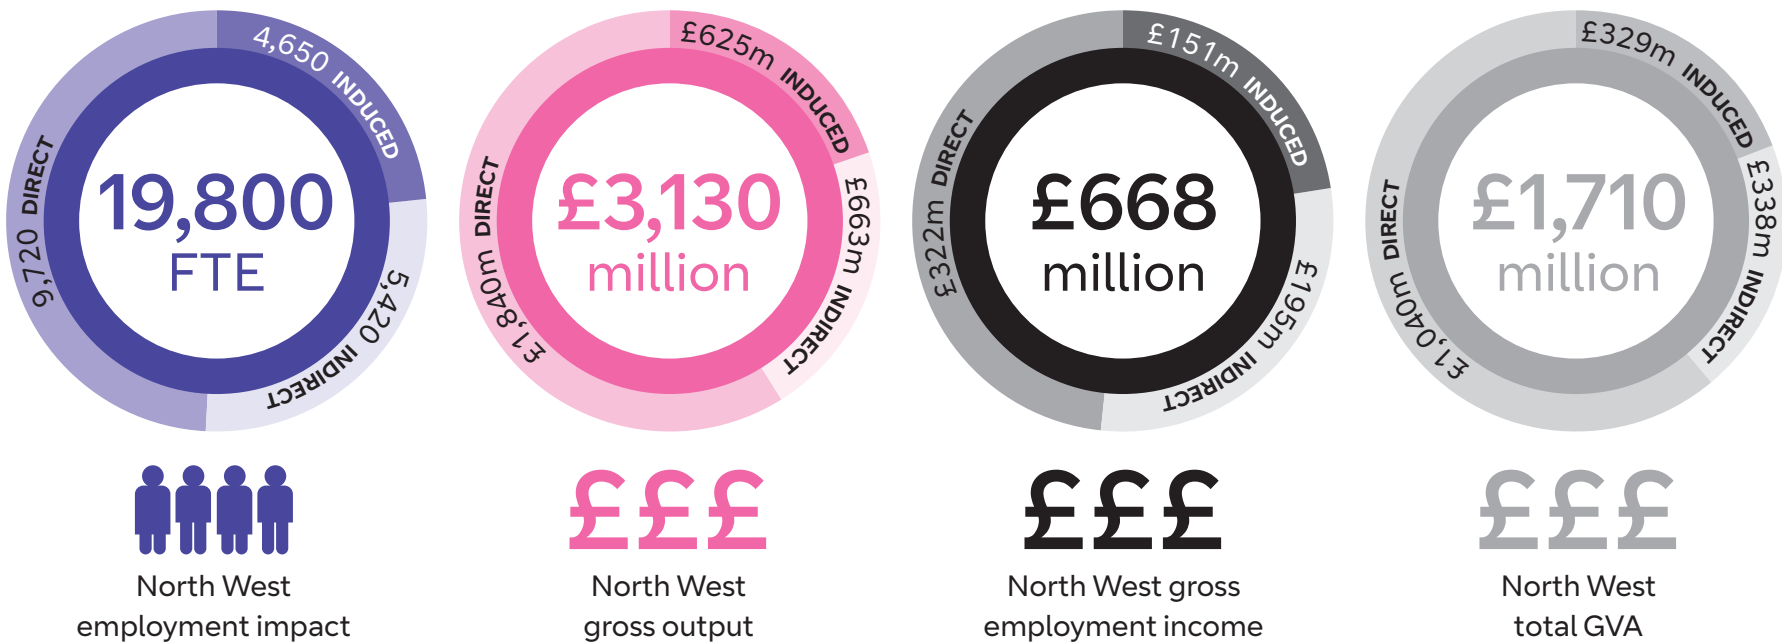 4,650 INDUCED
9,720 DIRECT
5,420 INDIRECT
19,800
FTE
North West
employment impact
£625m INDUCED
£1,840m DIRECT
£663m INDIRECT
£3,130
million
£££
North West
gross output
£151m INDUCED
£322m DIRECT
£195m INDIRECT
£668
million
£££
North West gross
employment income
£329m INDUCED
£1,040m DIRECT
£338m INDIRECT
£1,710
million
£££
North West
total GVA